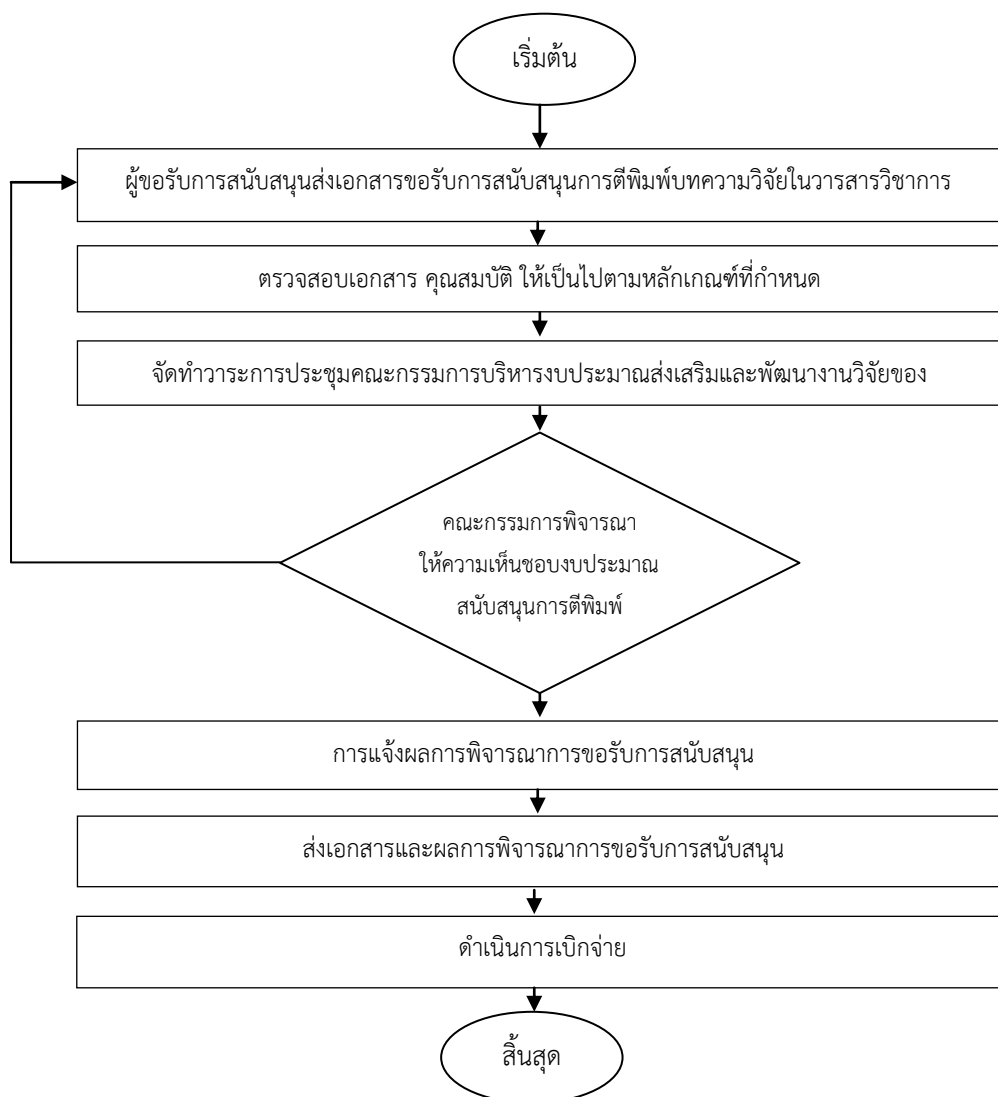 เริ่มต้น
ผู้ขอรับการสนับสนุนส่งเอกสารขอรับการสนับสนุนการตีพิมพ์บทความวิจัยในวารสารวิชาการ
ตรวจสอบเอกสาร คุณสมบัติ ให้เป็นไปตามหลักเกณฑ์ที่กำหนด
จัดทำวาระการประชุมคณะกรรมการบริหารงบประมาณส่งเสริมและพัฒนางานวิจัยของ
คณะกรรมการพิจารณา
ให้ความเห็นชอบงบประมาณ
สนับสนุนการตีพิมพ์
การแจ้งผลการพิจารณาการขอรับการสนับสนุน
ส่งเอกสารและผลการพิจารณาการขอรับการสนับสนุน
ดำเนินการเบิกจ่าย
สิ้นสุด